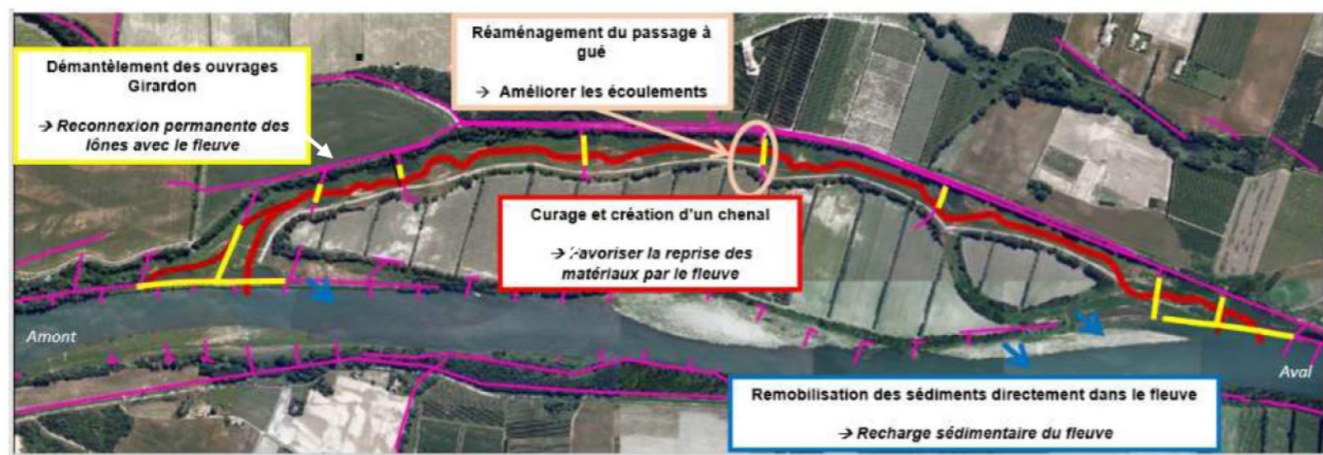 Démantèlement des ouvrages
Girardon
→ Reconnexion permanente des
lônes avec le fleuve
Réaménagement du passage à
gué
→ Améliorer les écoulements
Curage et création d'un chenal
→ Favoriser la reprise des
matériaux par le fleuve
Amont
Aval
Remobilisation des sédiments directement dans le fleuve
→ Recharge sédimentaire du fleuve